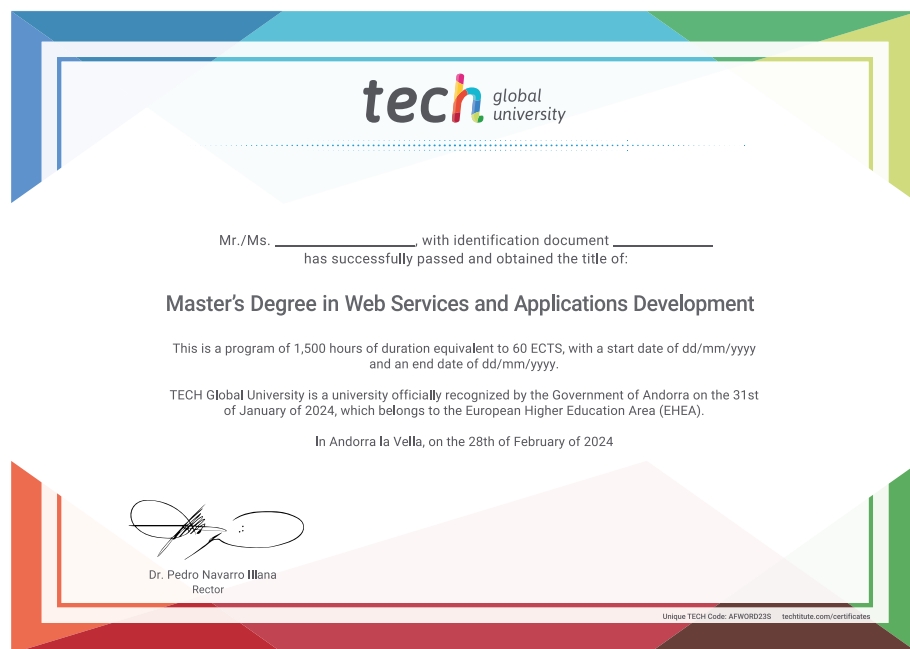 tech global university
Mr./Ms. ____________, with identification document ____________
has successfully passed and obtained the title of:
Master's Degree in Web Services and Applications Development
This is a program of 1,500 hours of duration equivalent to 60 ECTS, with a start date of dd/mm/yyyy
and an end date of dd/mm/yyyy.
TECH Global University is a university officially recognized by the Government of Andorra on the 31st
of January of 2024, which belongs to the European Higher Education Area (EHEA).
In Andorra la Vella, on the 28th of February of 2024
Dr. Pedro Navarro Illana
Rector
Unique TECH Code: AFWORD23S techtitute.com/certificates